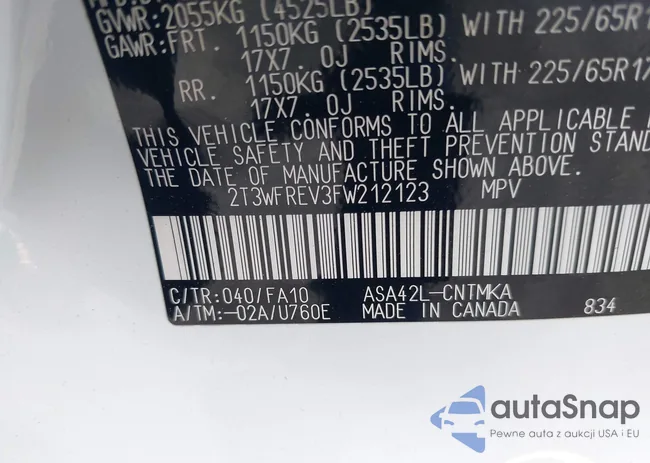 GVWR: 2055KG (4525LB)
GAWR: FRT. 1150KG (2535LB) WITH 225/65R1
17X7. 0J RIMS.
RR. 1150KG (2535LB) WITH 225/65R17
17X7. 0J RIMS.
THIS VEHICLE CONFORMS TO ALL APPLICABLE
VEHICLE SAFETY AND THEFT PREVENTION STAND
THE DATE OF MANUFACTURE SHOWN ABOVE.
2T3WFREV3FW212123 MPV
C/TR: 040/FA10 ASA42L-CNTMKA
A/TM: -02A/U760E MADE IN CANADA 834
autaSnap
Pewne auta z aukcji USA i EU